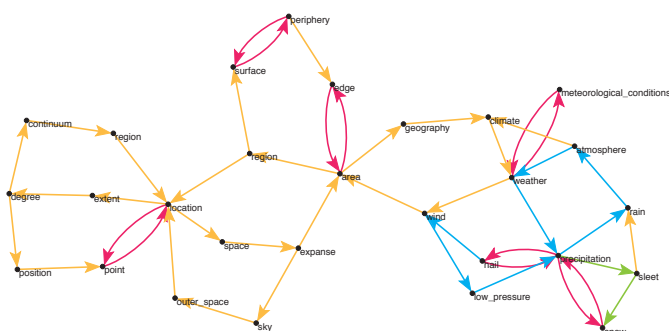 periphery
surface
edge
meteorological_conditions
continuum
region
geography
climate
atmosphere
region
area
weather
degree
extent
location
wind
rain
space
expanse
hail
precipitation
position
point
sleet
outer_space
low_pressure
sky